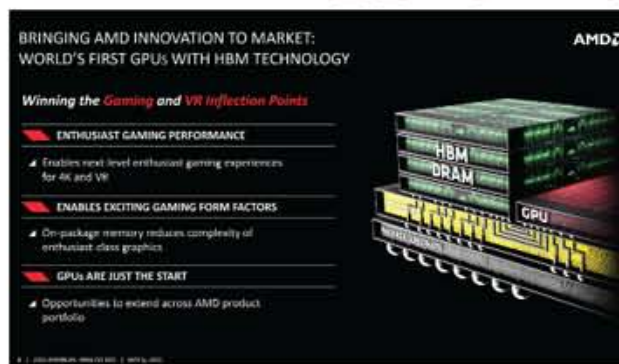 BRINGING AMD INNOVATION TO MARKET:
WORLD'S FIRST GPUs WITH HBM TECHNOLOGY
AMD
Winning the Gaming and VR Inflection Points
ENTHUSIAST GAMING PERFORMANCE
Enables next level enthusiast gaming experiences
for 4K and VR
ENABLES EXCITING GAMING FORM FACTORS
On-package memory reduces complexity of
enthusiast-class graphics
GPUs ARE JUST THE START
Opportunities to extend across AMD product
portfolio
HBM
DRAM
GPU